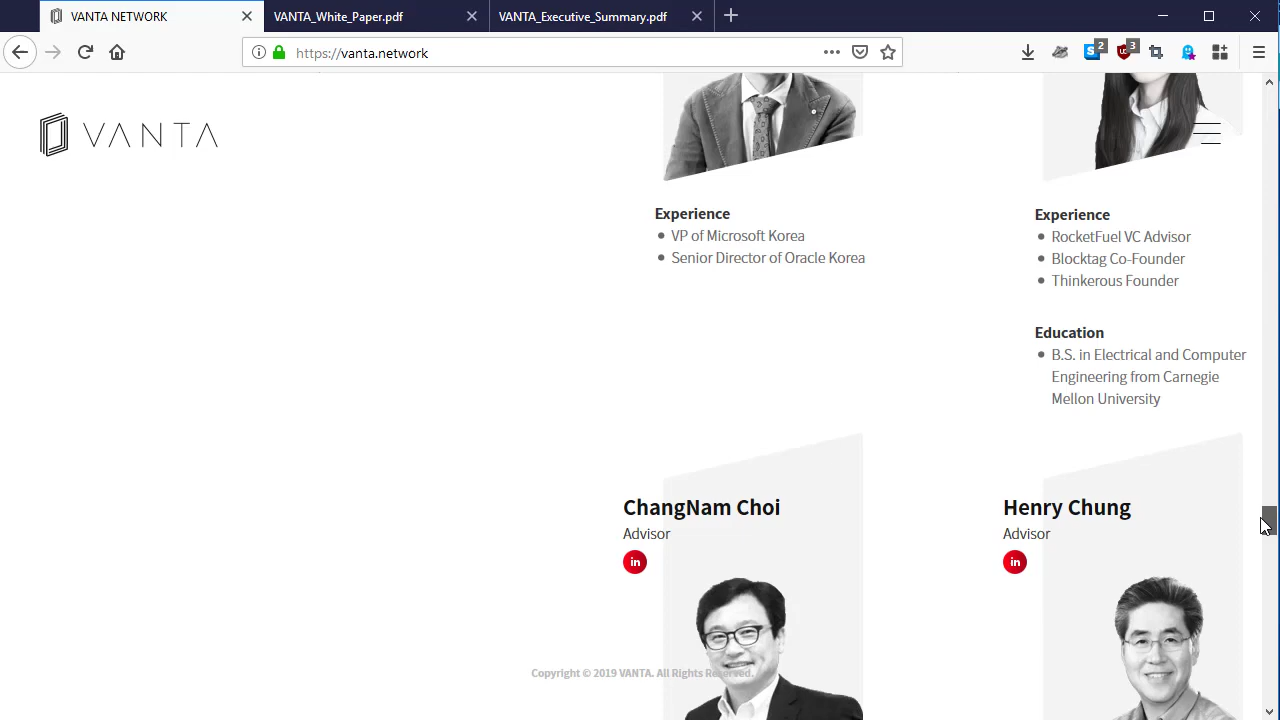 VANTA NETWORK
VANTA_White_Paper.pdf
VANTA_Executive_Summary.pdf
https://vanta.network
2
3
VANTA
Experience
VP of Microsoft Korea
Senior Director of Oracle Korea
Experience
RocketFuel VC Advisor
Blocktag Co-Founder
Thinkerous Founder
Education
B.S. in Electrical and Computer
Engineering from Carnegie
Mellon University
ChangNam Choi
Advisor
in
Henry Chung
Advisor
in
Copyright © 2019 VANTA. All Rights Reserved.